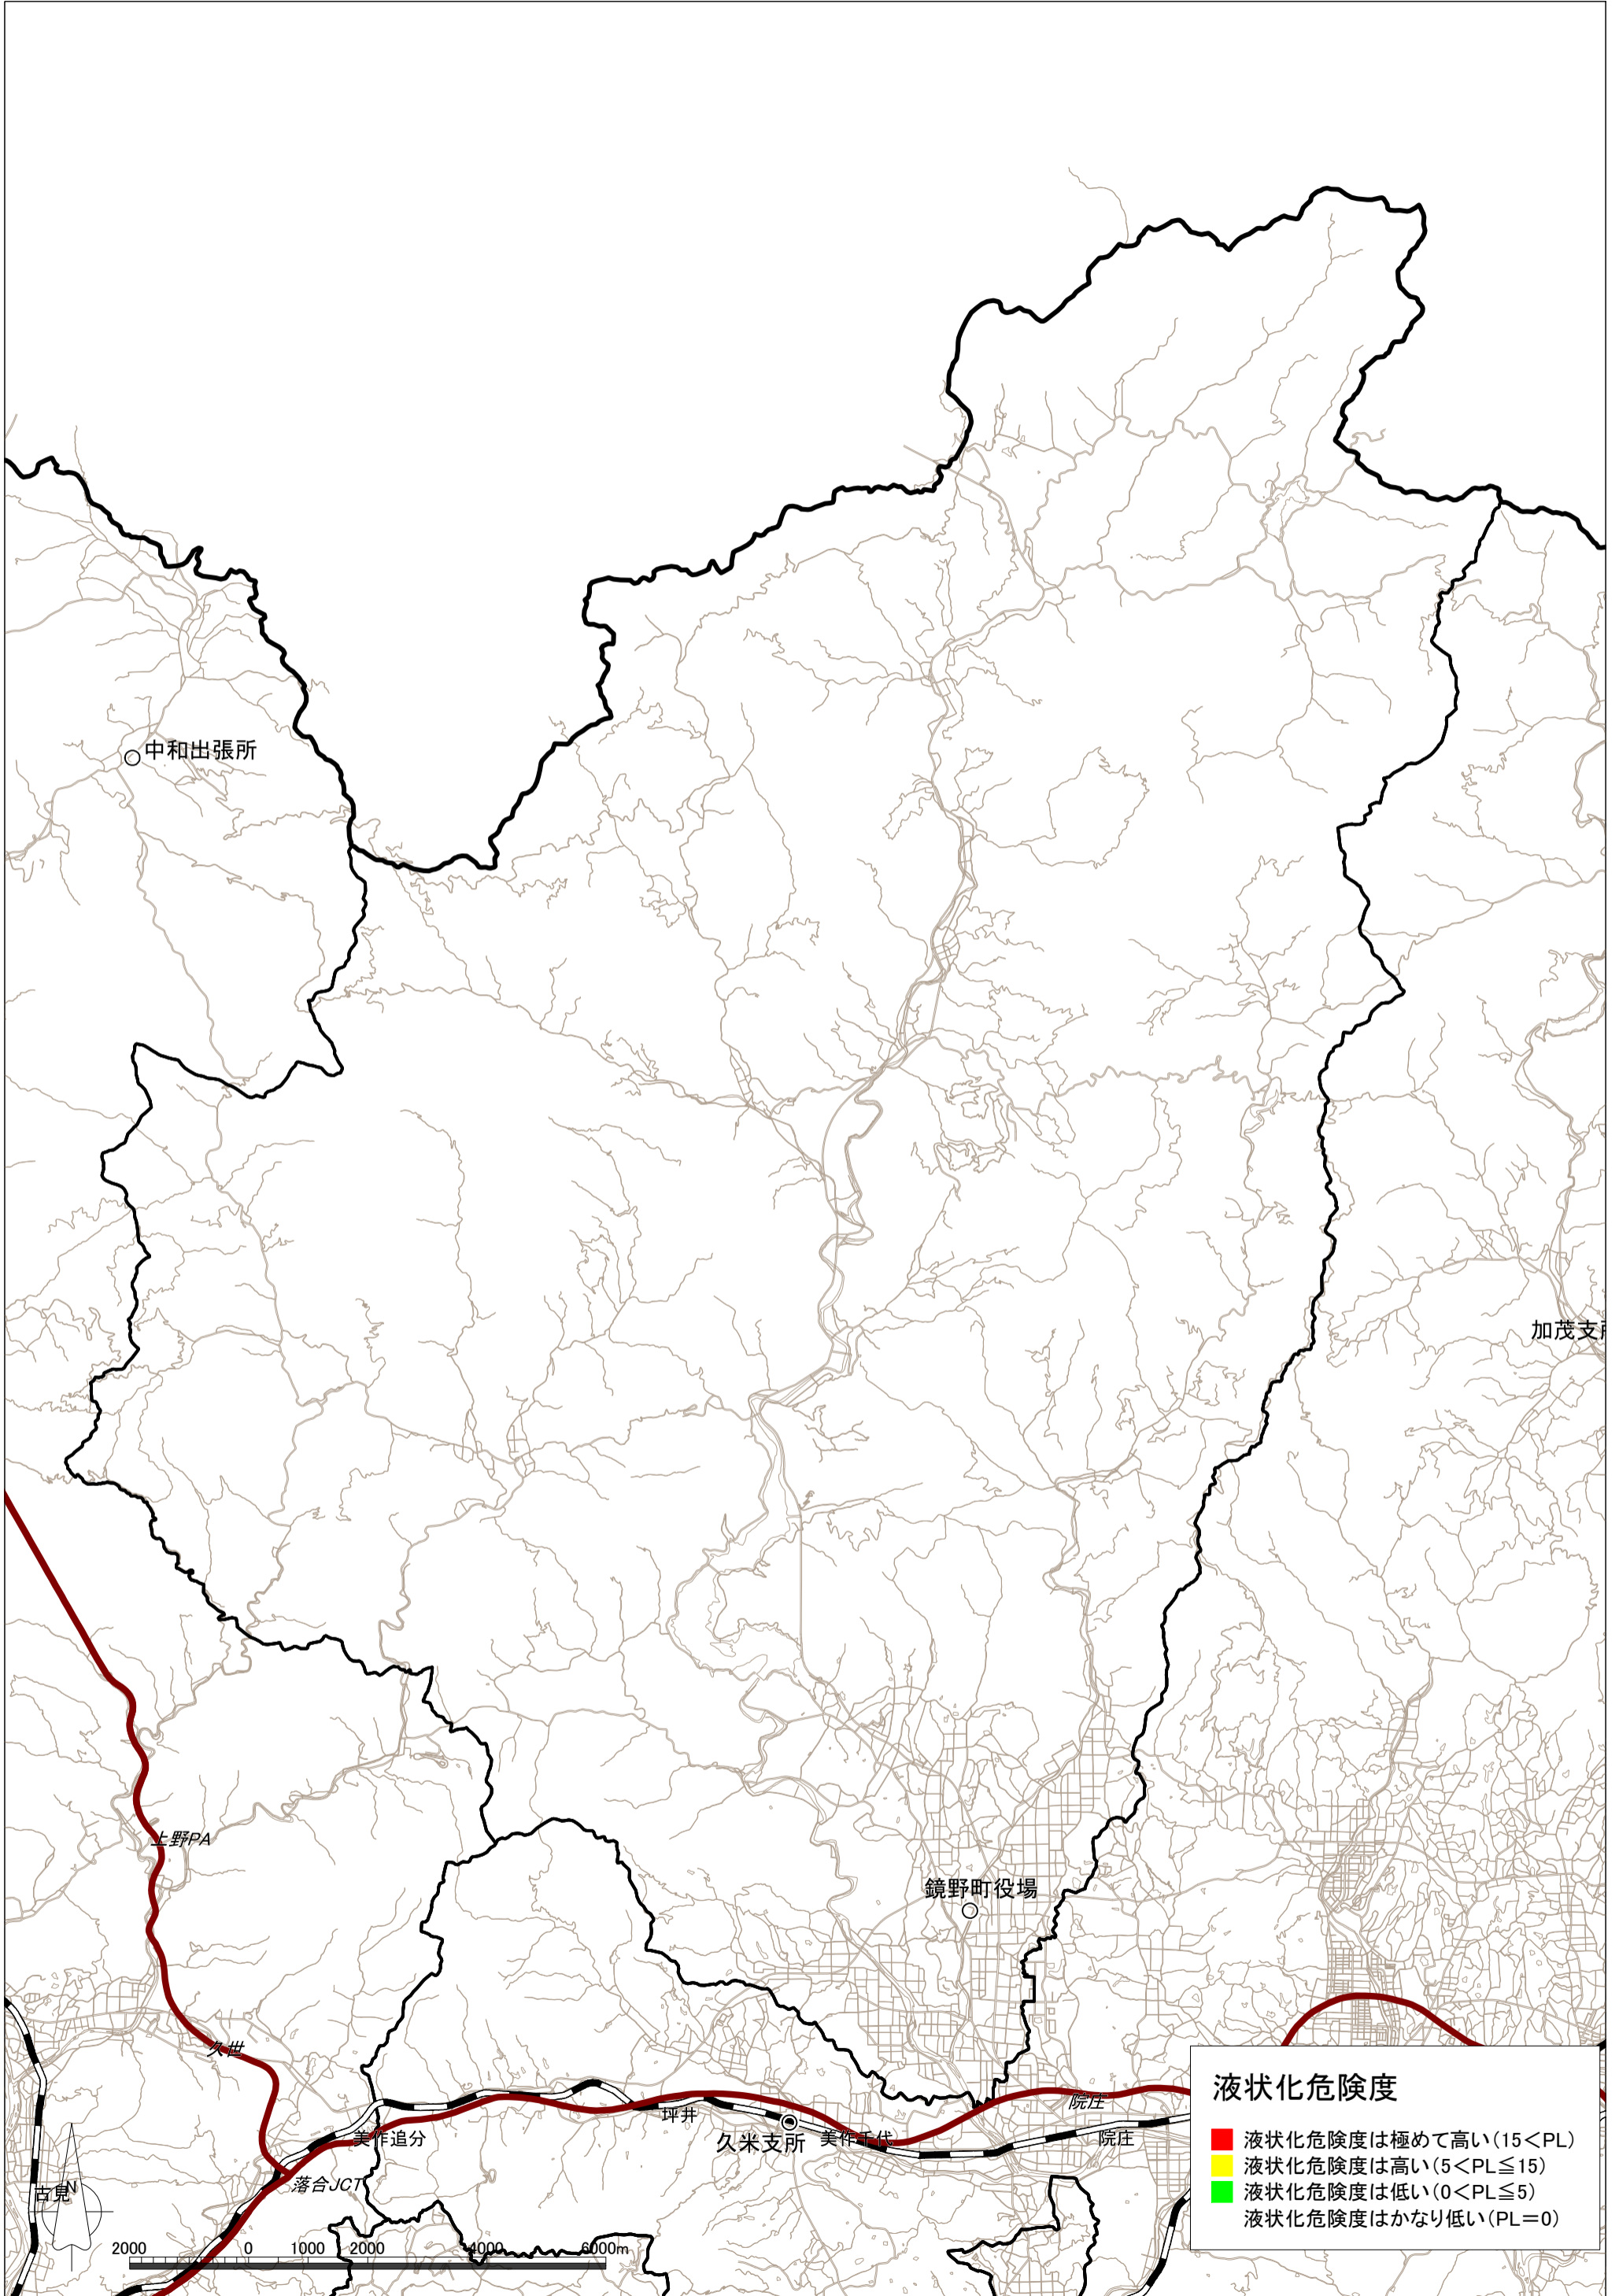 中和出張所
加茂支
上野PA
鏡野町役場
久世
坪井
院庄
美作追分
久米支所
美作千代
院庄
落合JCT
古見
N
2000 0 1000 2000 4000 6000m
液状化危険度
液状化危険度は極めて高い(15<PL)
液状化危険度は高い(5<PL≦15)
液状化危険度は低い(0<PL≦5)
液状化危険度はかなり低い(PL=0)